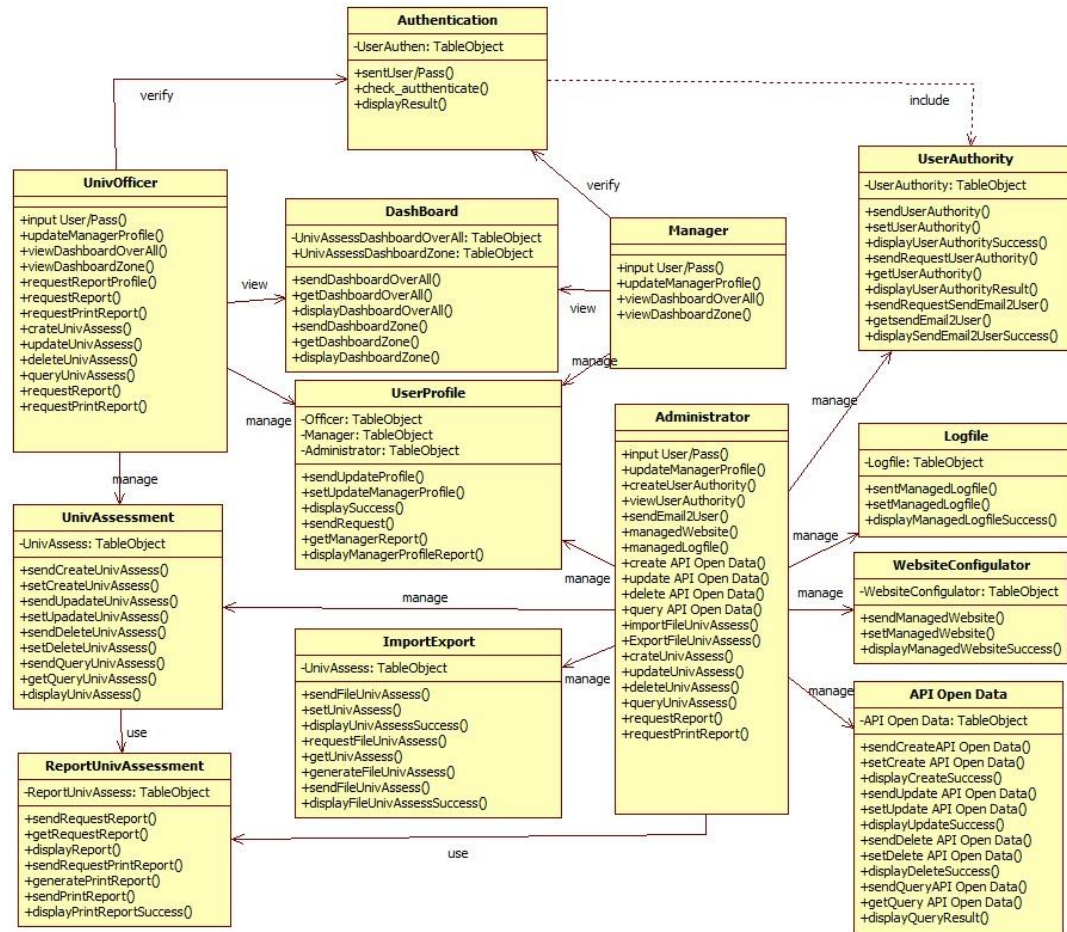 Authentication
-UserAuthen: TableObject
+sentUser/Pass()
+check_autthenticate()
+displayResult()
verify
include
UnivOfficer
+input User/Pass()
+updateManagerProfile()
+viewDashboardOverAll()
+viewDashboardZone()
+requestReportProfile()
+requestReport()
+requestPrintReport()
+crateUnivAssess()
+updateUnivAssess()
+deleteUnivAssess()
+queryUnivAssess()
+requestReport()
+requestPrintReport()
view
manage
manage
DashBoard
-UnivAssessDashboardOverAll: TableObject
+UnivAssessDashboardZone: TableObject
+sendDashboardOverAll()
+getDashboardOverAll()
+displayDashboardOverAll()
+sendDashboardZone()
+getDashboardZone()
+displayDashboardZone()
verify
Manager
+input User/Pass()
+updateManagerProfile()
+viewDashboardOverAll()
+viewDashboardZone()
view
manage
UserAuthority
-UserAuthority: TableObject
+sendUserAuthority()
+setUserAuthority()
+displayUserAuthoritySuccess()
+sendRequestUserAuthority()
+getUserAuthority()
+displayUserAuthorityResult()
+sendRequestSendEmail2User()
+getsendEmail2User()
+displaySendEmail2UserSuccess()
UserProfile
-Officer: TableObject
-Manager: TableObject
-Administrator: TableObject
+sendUpdateProfile()
+setUpdateManagerProfile()
+displaySuccess()
+sendRequest()
+getManagerReport()
+displayManagerProfileReport()
Administrator
+input User/Pass()
+updateManagerProfile()
+createUserAuthority()
+viewUserAuthority()
+sendEmail2User()
+managedWebsite()
+managedLogfile()
+create API Open Data()
+update API Open Data()
+delete API Open Data()
+query API Open Data()
+importFileUnivAssess()
+ExportFileUnivAssess()
+crateUnivAssess()
+updateUnivAssess()
+deleteUnivAssess()
+queryUnivAssess()
+requestReport()
+requestPrintReport()
manage
manage
manage
manage
manage
manage
manage
Logfile
-Logfile: TableObject
+sentManagedLogfile()
+setManagedLogfile()
+displayManagedLogfileSuccess()
WebsiteConfigulator
-WebsiteConfigulator: TableObject
+sendManagedWebsite()
+setManagedWebsite()
+displayManagedWebsiteSuccess()
UnivAssessment
-UnivAssess: TableObject
+sendCreateUnivAssess()
+setCreateUnivAssess()
+sendUpadateUnivAssess()
+setUpadateUnivAssess()
+sendDeleteUnivAssess()
+setDeleteUnivAssess()
+sendQueryUnivAssess()
+getQueryUnivAssess()
+displayUnivAssess()
use
ImportExport
-UnivAssess: TableObject
+sendFileUnivAssess()
+setUnivAssess()
+displayUnivAssessSuccess()
+requestFileUnivAssess()
+getUnivAssess()
+generateFileUnivAssess()
+sendFileUnivAssess()
+displayFileUnivAssessSuccess()
API Open Data
-API Open Data: TableObject
+sendCreateAPI Open Data()
+setCreate API Open Data()
+displayCreateSuccess()
+sendUpdate API Open Data()
+setUpdate API Open Data()
+displayUpdateSuccess()
+sendDelete API Open Data()
+setDelete API Open Data()
+displayDeleteSuccess()
+sendQueryAPI Open Data()
+getQuery API Open Data()
+displayQueryResult()
ReportUnivAssessment
-ReportUnivAssess: TableObject
+sendRequestReport()
+getRequestReport()
+displayReport()
+sendRequestPrintReport()
+generatePrintReport()
+sendPrintReport()
+displayPrintReportSuccess()
use